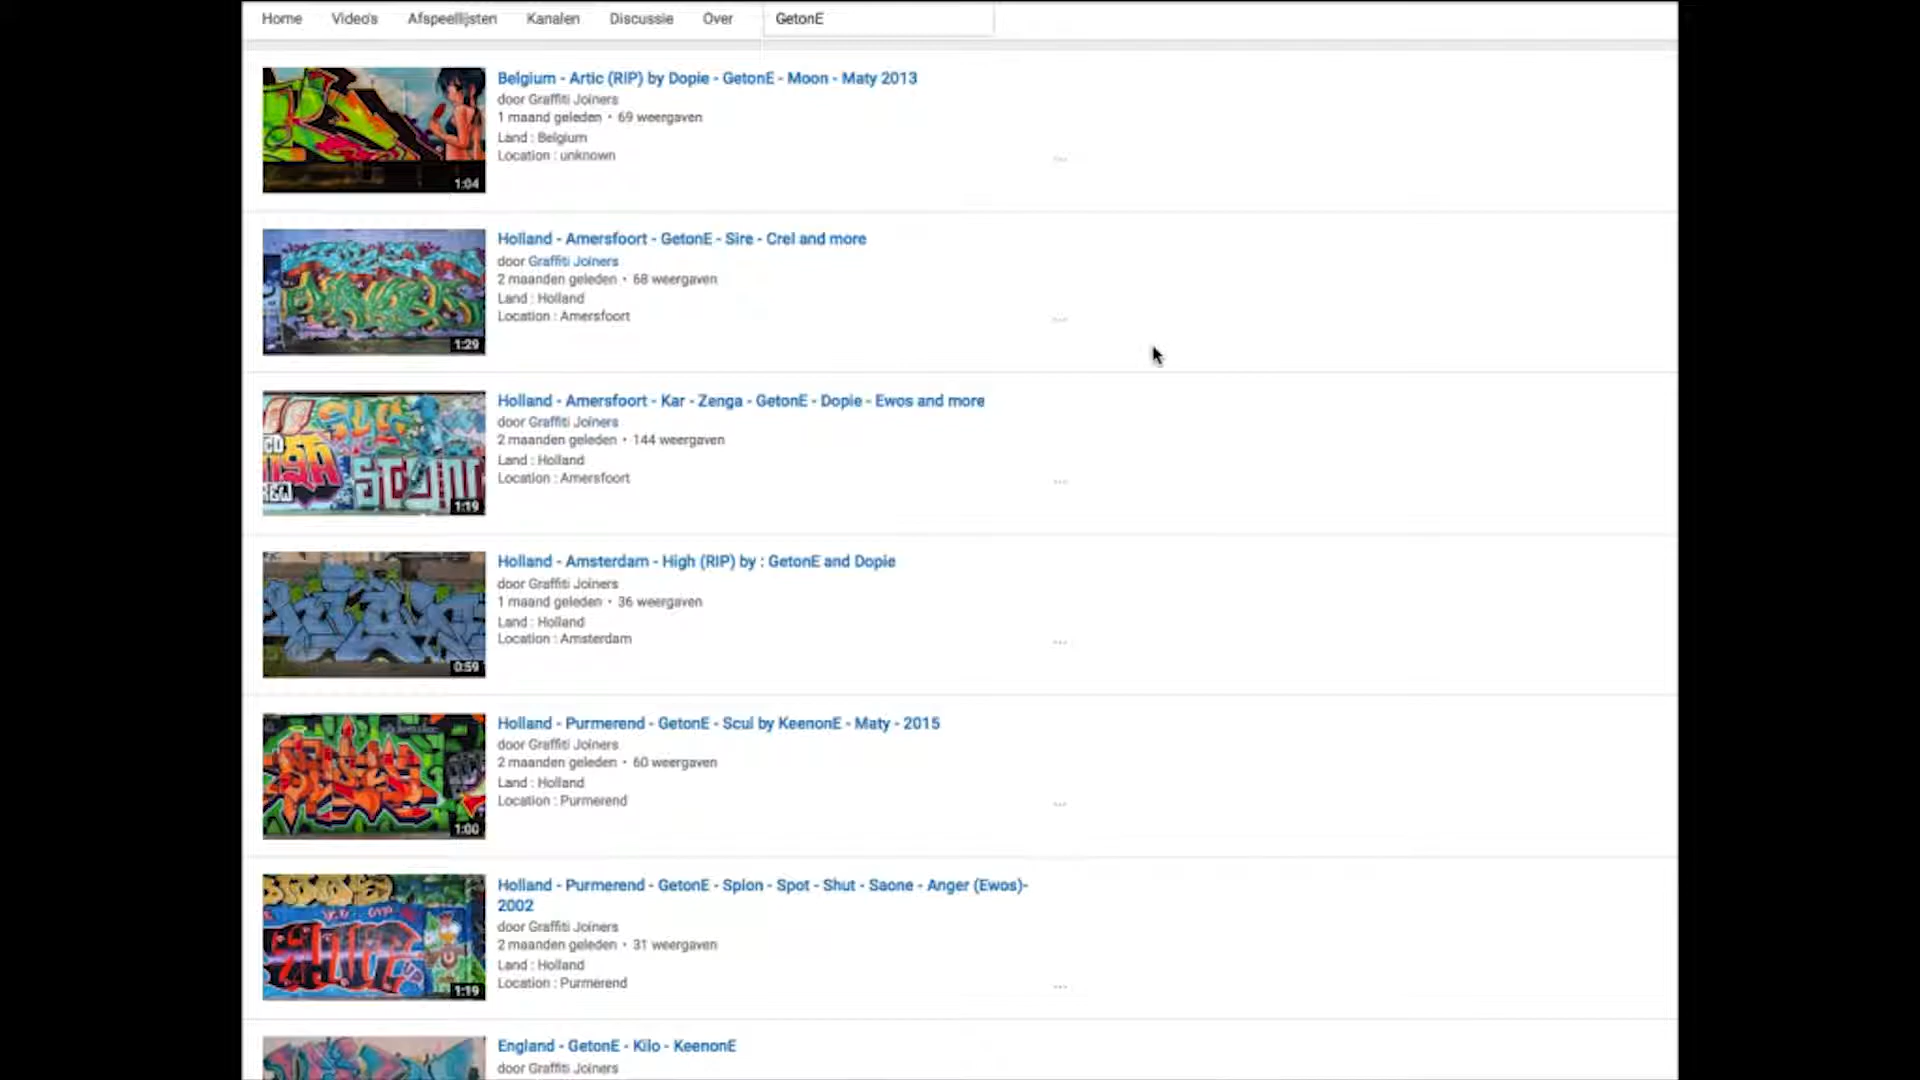 Home Video's Afspeellijsten Kanalen Discussie Over GetonE
Belgium - Artic (RIP) by Dopie - GetonE - Moon - Maty 2013
door Graffiti Joiners
1 maand geleden • 69 weergaven
Land : Belgium
Location : unknown
1:04
Holland - Amersfoort - GetonE - Sire - Crel and more
door Graffiti Joiners
2 maanden geleden • 68 weergaven
Land : Holland
Location : Amersfoort
1:29
Holland - Amersfoort - Kar - Zenga - GetonE - Dopie - Ewos and more
door Graffiti Joiners
2 maanden geleden • 144 weergaven
Land : Holland
Location : Amersfoort
1:19
Holland - Amsterdam - High (RIP) by : GetonE and Dopie
door Graffiti Joiners
1 maand geleden • 36 weergaven
Land : Holland
Location : Amsterdam
0:59
Holland - Purmerend - GetonE - Scul by KeenonE - Maty - 2015
door Graffiti Joiners
2 maanden geleden • 60 weergaven
Land : Holland
Location : Purmerend
1:00
Holland - Purmerend - GetonE - Spion - Spot - Shut - Saone - Anger (Ewos)-
2002
door Graffiti Joiners
2 maanden geleden • 31 weergaven
Land : Holland
Location : Purmerend
1:19
England - GetonE - Kilo - KeenonE
door Graffiti Joiners